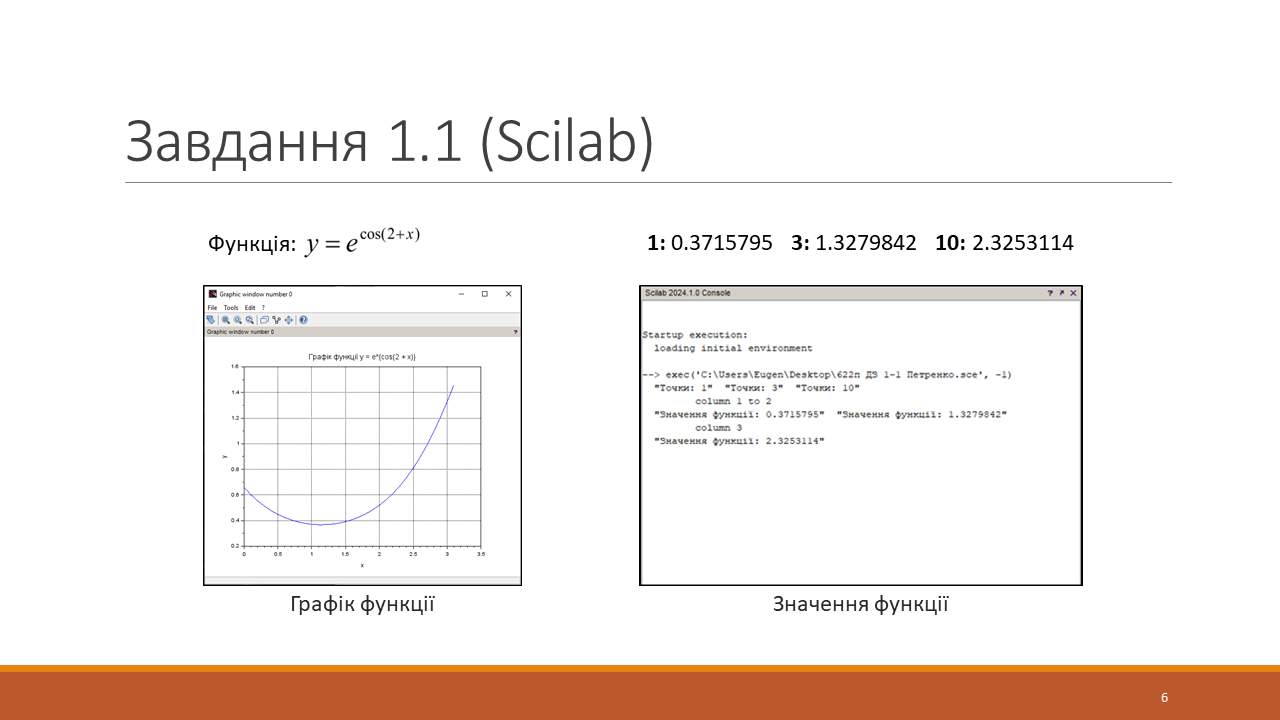 Завдання 1.1 (Scilab)
Функція: y = e^cos(2+x)
1: 0.3715795 3: 1.3279842 10: 2.3253114
Graphic window number 0
File Tools Edit ?
Graphic window number 0 ?
Графік функції y = e^{cos(2 + x)}
1.6
1.4
1.2
1
0.8
0.6
0.4
0.2
y
0 0.5 1 1.5 2 2.5 3 3.5
x
Графік функції
Scilab 2024.1.0 Console
Startup execution:
loading initial environment
--> exec('C:\Users\Eugen\Desktop\622п ДЗ 1-1 Петренко.sce', -1)
"Точки: 1" "Точки: 3" "Точки: 10"
column 1 to 2
"Значення функції: 0.3715795" "Значення функції: 1.3279842"
column 3
"Значення функції: 2.3253114"
Значення функції
6